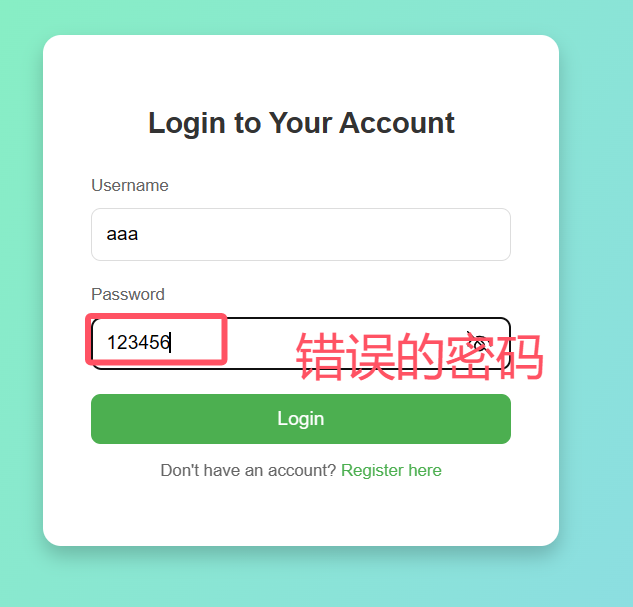 Login to Your Account
Username
aaa
Password
123456
错误的密码
Login
Don't have an account? Register here